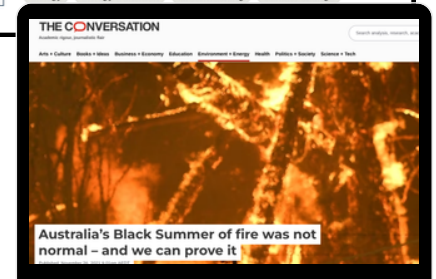 THE CONVERSATION
Academic rigour, journalistic flair
Arts + Culture Books + Ideas Business + Economy Education Environment + Energy Health Politics + Society Science + Tech
Australia's Black Summer of fire was not
normal – and we can prove it